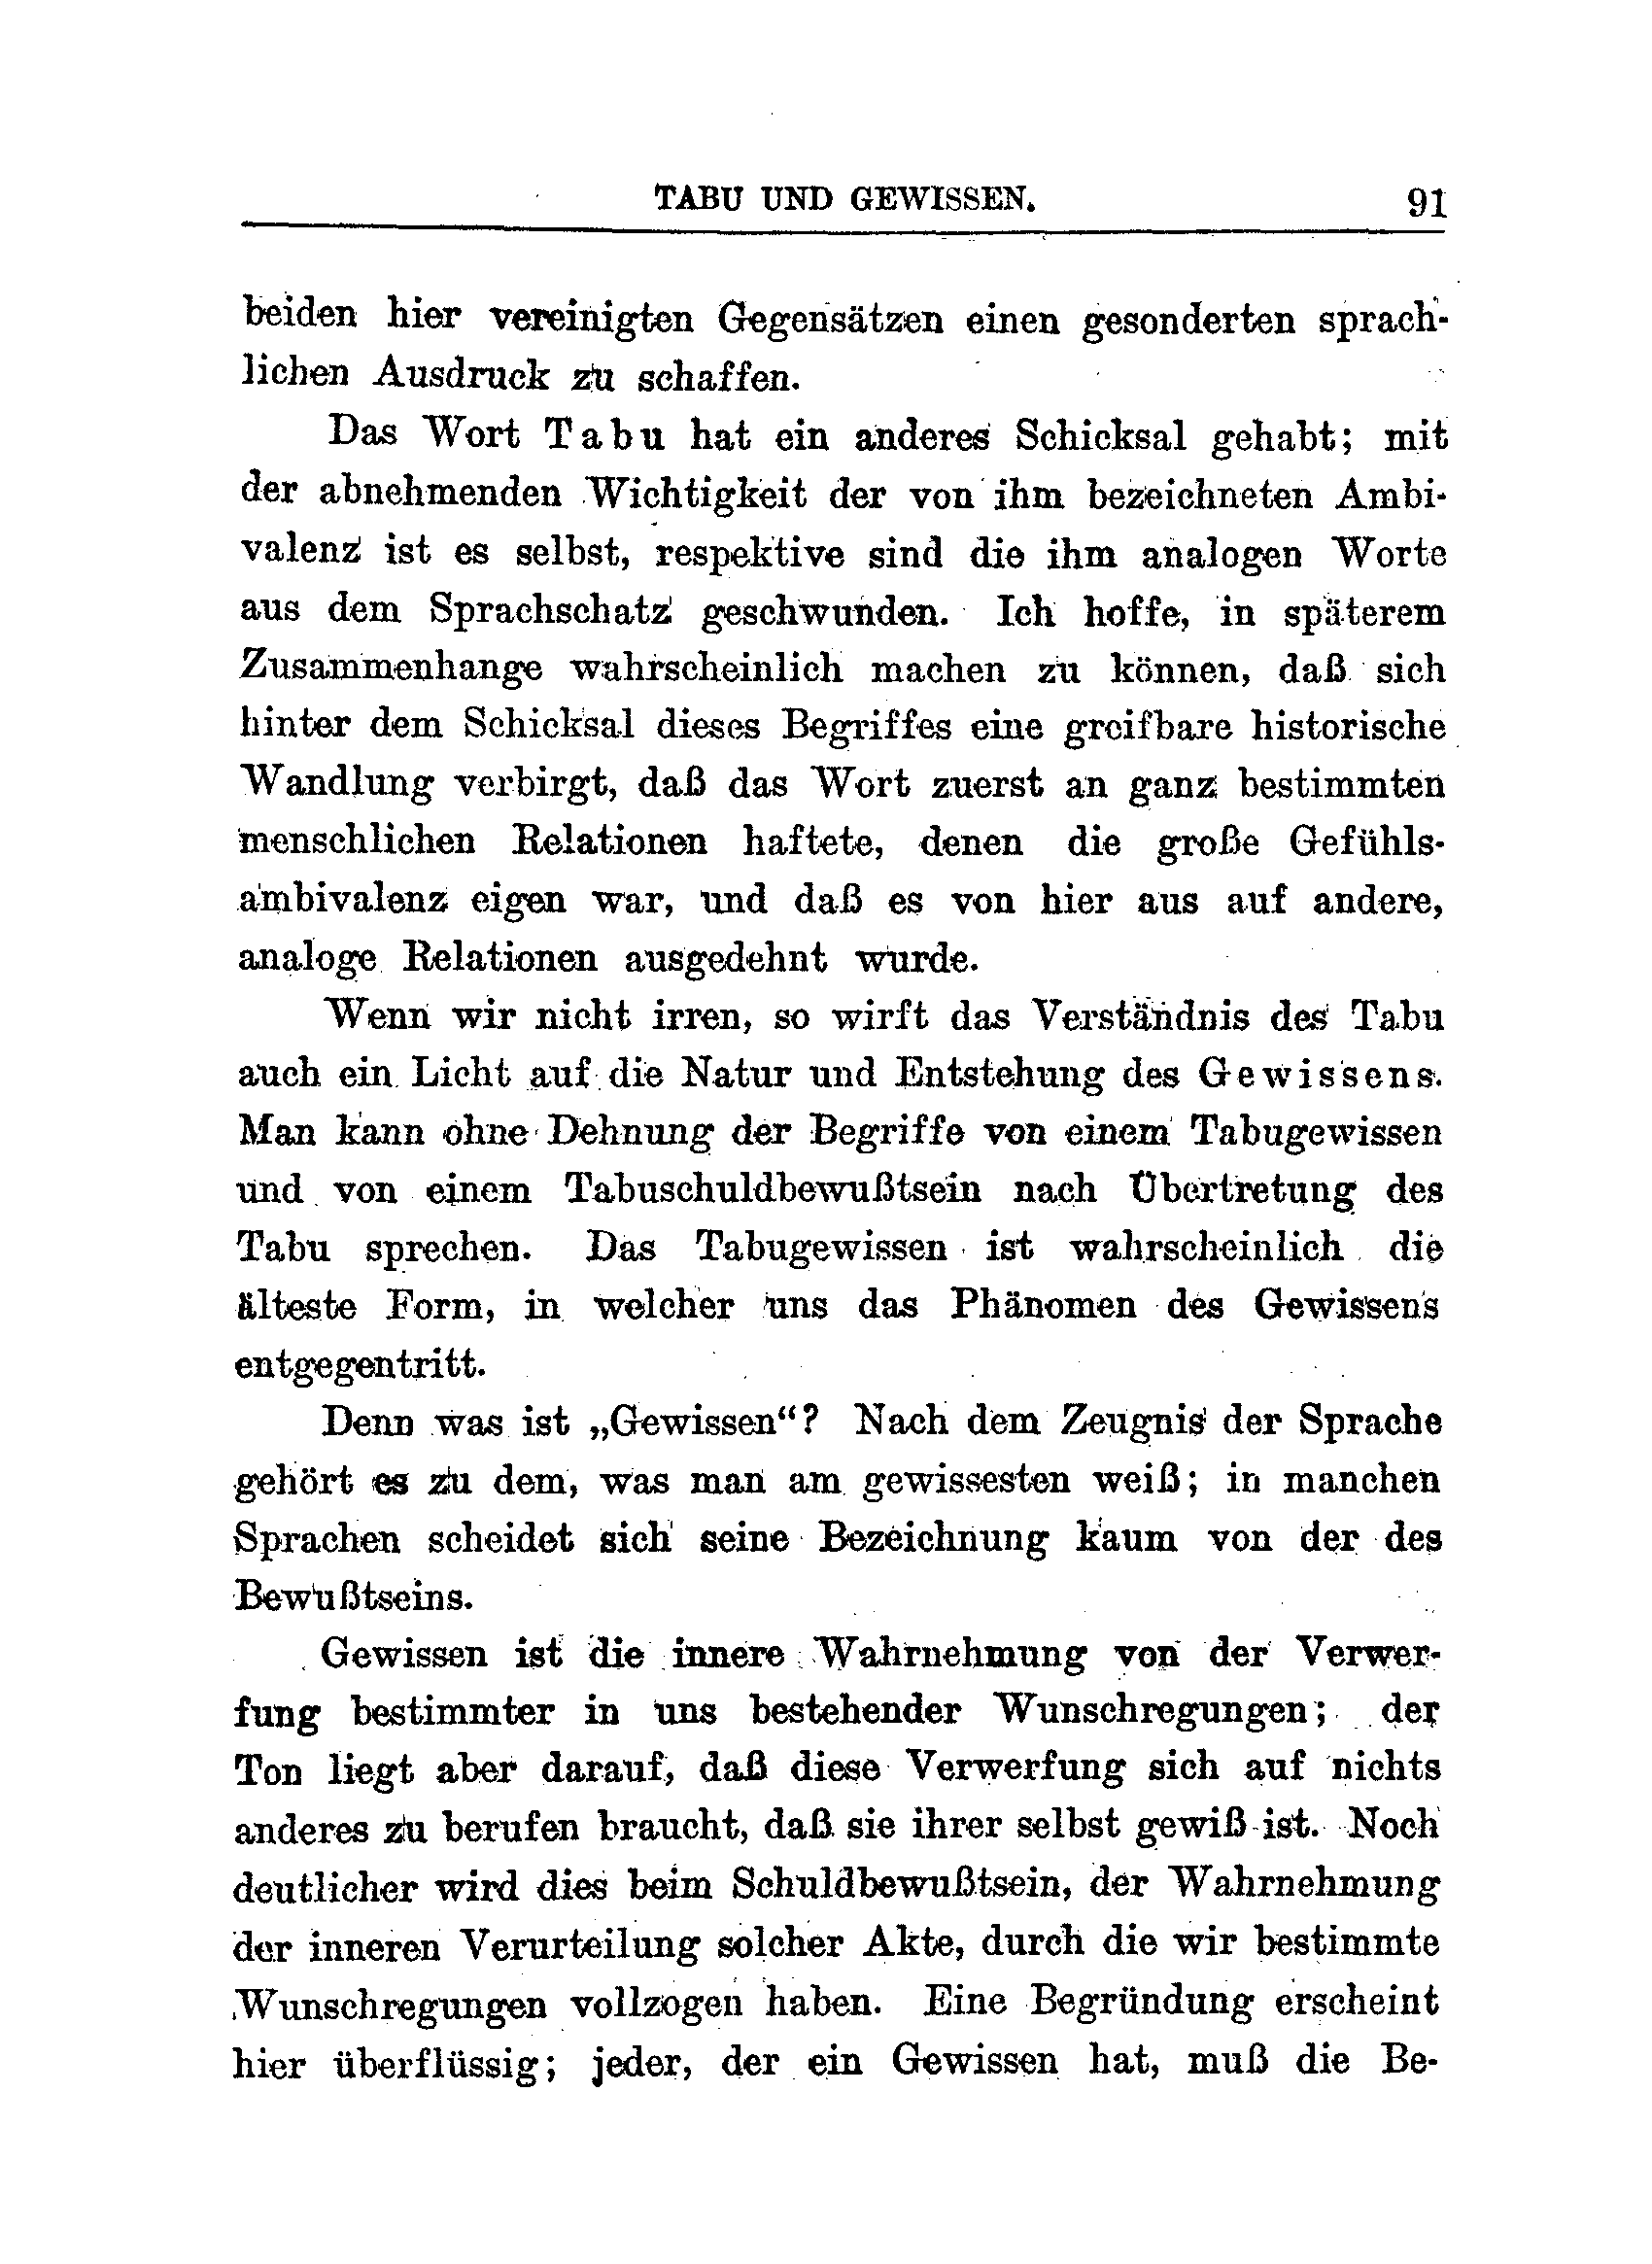 TABU UND GEWISSEN. 91
beiden hier vereinigten Gegensätzen einen gesonderten sprach-
lichen Ausdruck zu schaffen.
Das Wort Tabu hat ein anderes Schicksal gehabt; mit
der abnehmenden Wichtigkeit der von ihm bezeichneten Ambi-
valenz ist es selbst, respektive sind die ihm analogen Worte
aus dem Sprachschatz geschwunden. Ich hoffe, in späterem
Zusammenhange wahrscheinlich machen zu können, daß sich
hinter dem Schicksal dieses Begriffes eine greifbare historische
Wandlung verbirgt, daß das Wort zuerst an ganz bestimmten
menschlichen Relationen haftete, denen die große Gefühls-
ambivalenz eigen war, und daß es von hier aus auf andere,
analoge Relationen ausgedehnt wurde.
Wenn wir nicht irren, so wirft das Verständnis des Tabu
auch ein Licht auf die Natur und Entstehung des Gewissens.
Man kann ohne Dehnung der Begriffe von einem Tabugewissen
und von einem Tabuschuldbewußtsein nach Übertretung des
Tabu sprechen. Das Tabugewissen ist wahrscheinlich die
älteste Form, in welcher uns das Phänomen des Gewissens
entgegentritt.
Denn was ist „Gewissen“? Nach dem Zeugnis der Sprache
gehört es zu dem, was man am gewissesten weiß; in manchen
Sprachen scheidet sich seine Bezeichnung kaum von der des
Bewußtseins.
Gewissen ist die innere Wahrnehmung von der Verwer-
fung bestimmter in uns bestehender Wunschregungen; der
Ton liegt aber darauf, daß diese Verwerfung sich auf nichts
anderes zu berufen braucht, daß sie ihrer selbst gewiß ist. Noch
deutlicher wird dies beim Schuldbewußtsein, der Wahrnehmung
der inneren Verurteilung solcher Akte, durch die wir bestimmte
Wunschregungen vollzogen haben. Eine Begründung erscheint
hier überflüssig; jeder, der ein Gewissen hat, muß die Be-